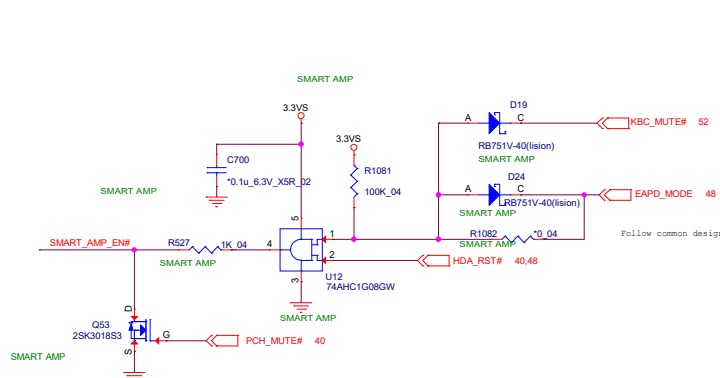 SMART AMP
3.3VS
D19
A
C
KBC_MUTE# 52
RB751V-40(lision)
SMART AMP
3.3VS
C700
*0.1u_6.3V_X5R_02
R1081
100K_04
D24
A
C
EAPD_MODE 48
RB751V-40(lision)
SMART AMP
SMART AMP
5
R1082
*0_04
SMART AMP
Follow common desig
SMART_AMP_EN#
R527
1K_04
4
1
2
SMART AMP
HDA_RST# 40,48
3
U12
74AHC1G08GW
SMART AMP
D
Q53
2SK3018S3
G
S
PCH_MUTE# 40
SMART AMP